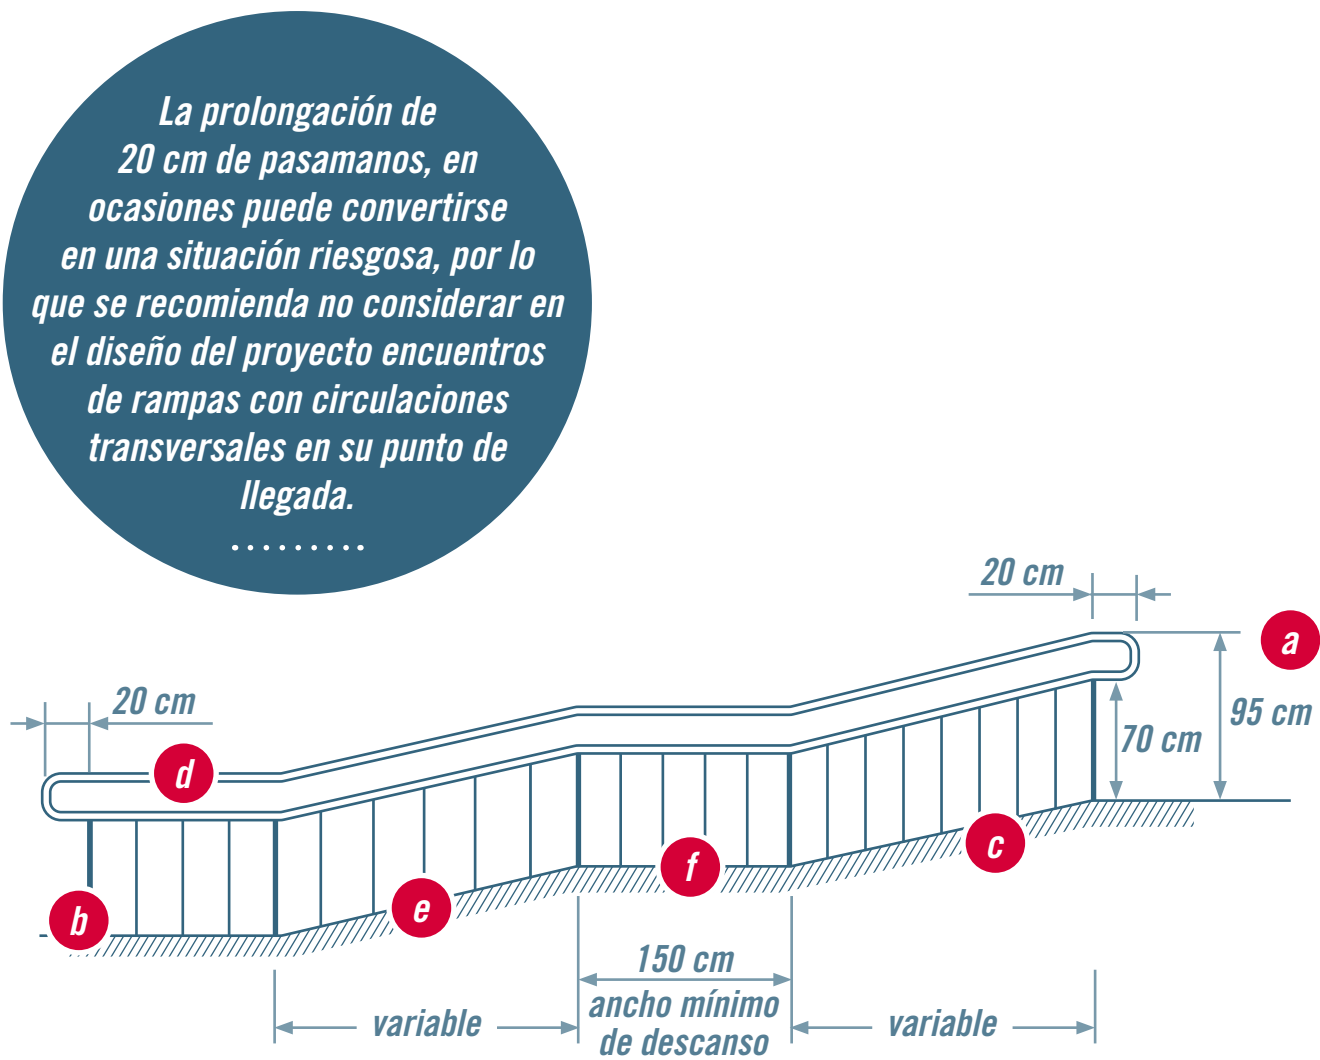 La prolongación de
20 cm de pasamanos, en
ocasiones puede convertirse
en una situación riesgosa, por lo
que se recomienda no considerar en
el diseño del proyecto encuentros
de rampas con circulaciones
transversales en su punto de
llegada.
.........
20 cm
a
20 cm
95 cm
70 cm
d
c
f
e
b
150 cm
ancho mínimo
de descanso
variable
variable